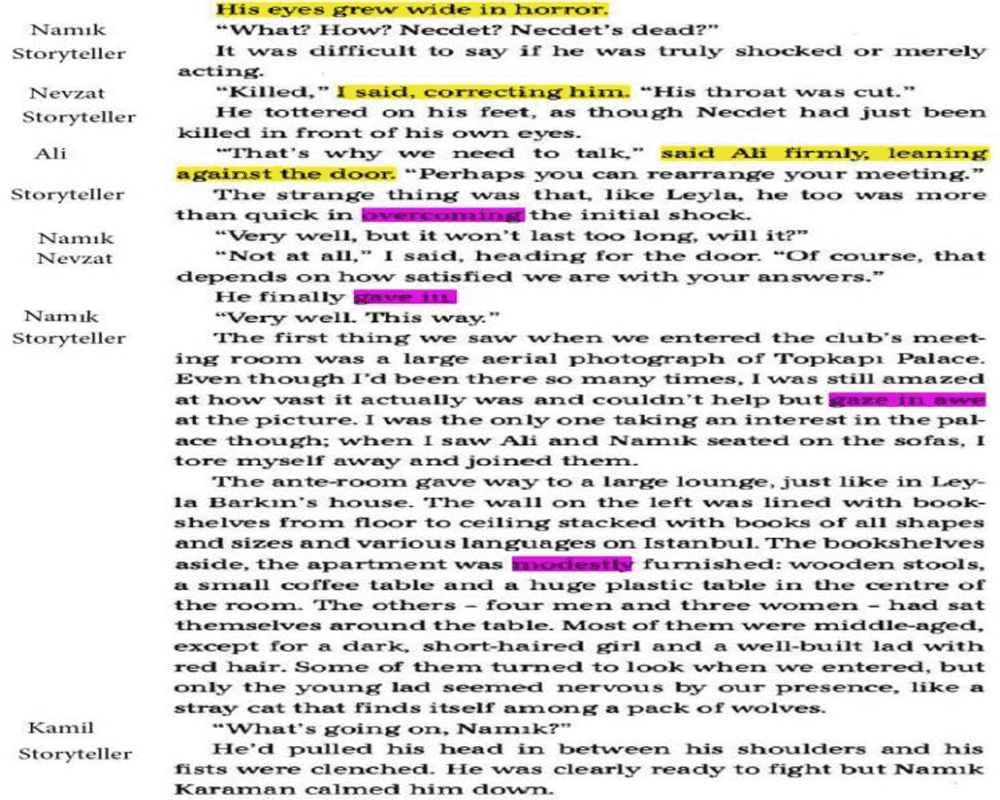 His eyes grew wide in horror.
Namık “What? How? Necdet? Necdet’s dead?”
Storyteller It was difficult to say if he was truly shocked or merely
acting.
Nevzat “Killed,” I said, correcting him. “His throat was cut.”
Storyteller He tottered on his feet, as though Necdet had just been
killed in front of his own eyes.
Ali “That’s why we need to talk,” said Ali firmly, leaning
against the door. “Perhaps you can rearrange your meeting.”
Storyteller The strange thing was that, like Leyla, he too was more
than quick in overcoming the initial shock.
Namık “Very well, but it won’t last too long, will it?”
Nevzat “Not at all,” I said, heading for the door. “Of course, that
depends on how satisfied we are with your answers.”
He finally gave in.
Namık “Very well. This way.”
Storyteller The first thing we saw when we entered the club’s meet-
ing room was a large aerial photograph of Topkapı Palace.
Even though I’d been there so many times, I was still amazed
at how vast it actually was and couldn’t help but gaze in awe
at the picture. I was the only one taking an interest in the pal-
ace though; when I saw Ali and Namık seated on the sofas, I
tore myself away and joined them.
The ante-room gave way to a large lounge, just like in Ley-
la Barkın’s house. The wall on the left was lined with book-
shelves from floor to ceiling stacked with books of all shapes
and sizes and various languages on Istanbul. The bookshelves
aside, the apartment was modestly furnished: wooden stools,
a small coffee table and a huge plastic table in the centre of
the room. The others – four men and three women – had sat
themselves around the table. Most of them were middle-aged,
except for a dark, short-haired girl and a well-built lad with
red hair. Some of them turned to look when we entered, but
only the young lad seemed nervous by our presence, like a
stray cat that finds itself among a pack of wolves.
Kamil “What’s going on, Namık?”
Storyteller He’d pulled his head in between his shoulders and his
fists were clenched. He was clearly ready to fight but Namık
Karaman calmed him down.